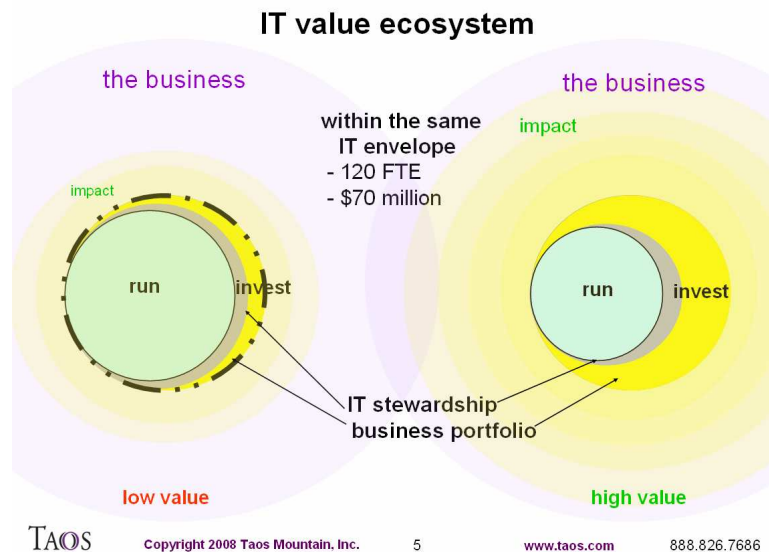 IT value ecosystem
the business
the business
within the same
IT envelope
- 120 FTE
- $70 million
impact
impact
run
invest
run
invest
IT stewardship
business portfolio
low value
high value
TAOS
Copyright 2008 Taos Mountain, Inc.
5
www.taos.com
888.826.7686